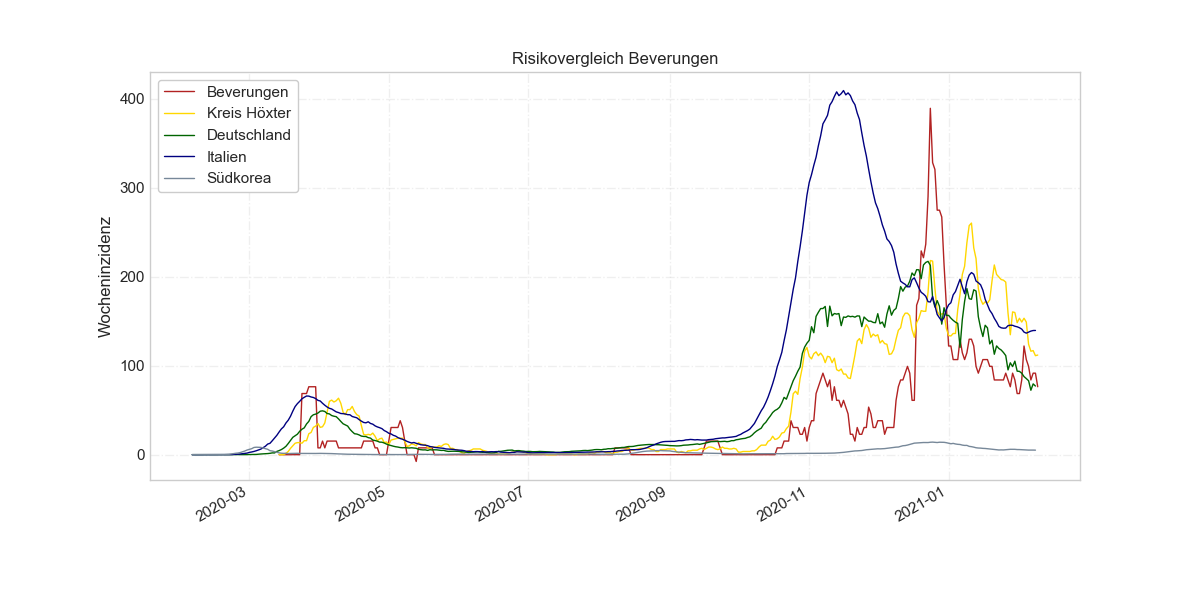 Risikovergleich Beverungen
Beverungen
Kreis Höxter
Deutschland
Italien
Südkorea
Wocheninzidenz
400
300
200
100
0
2020-03
2020-05
2020-07
2020-09
2020-11
2021-01